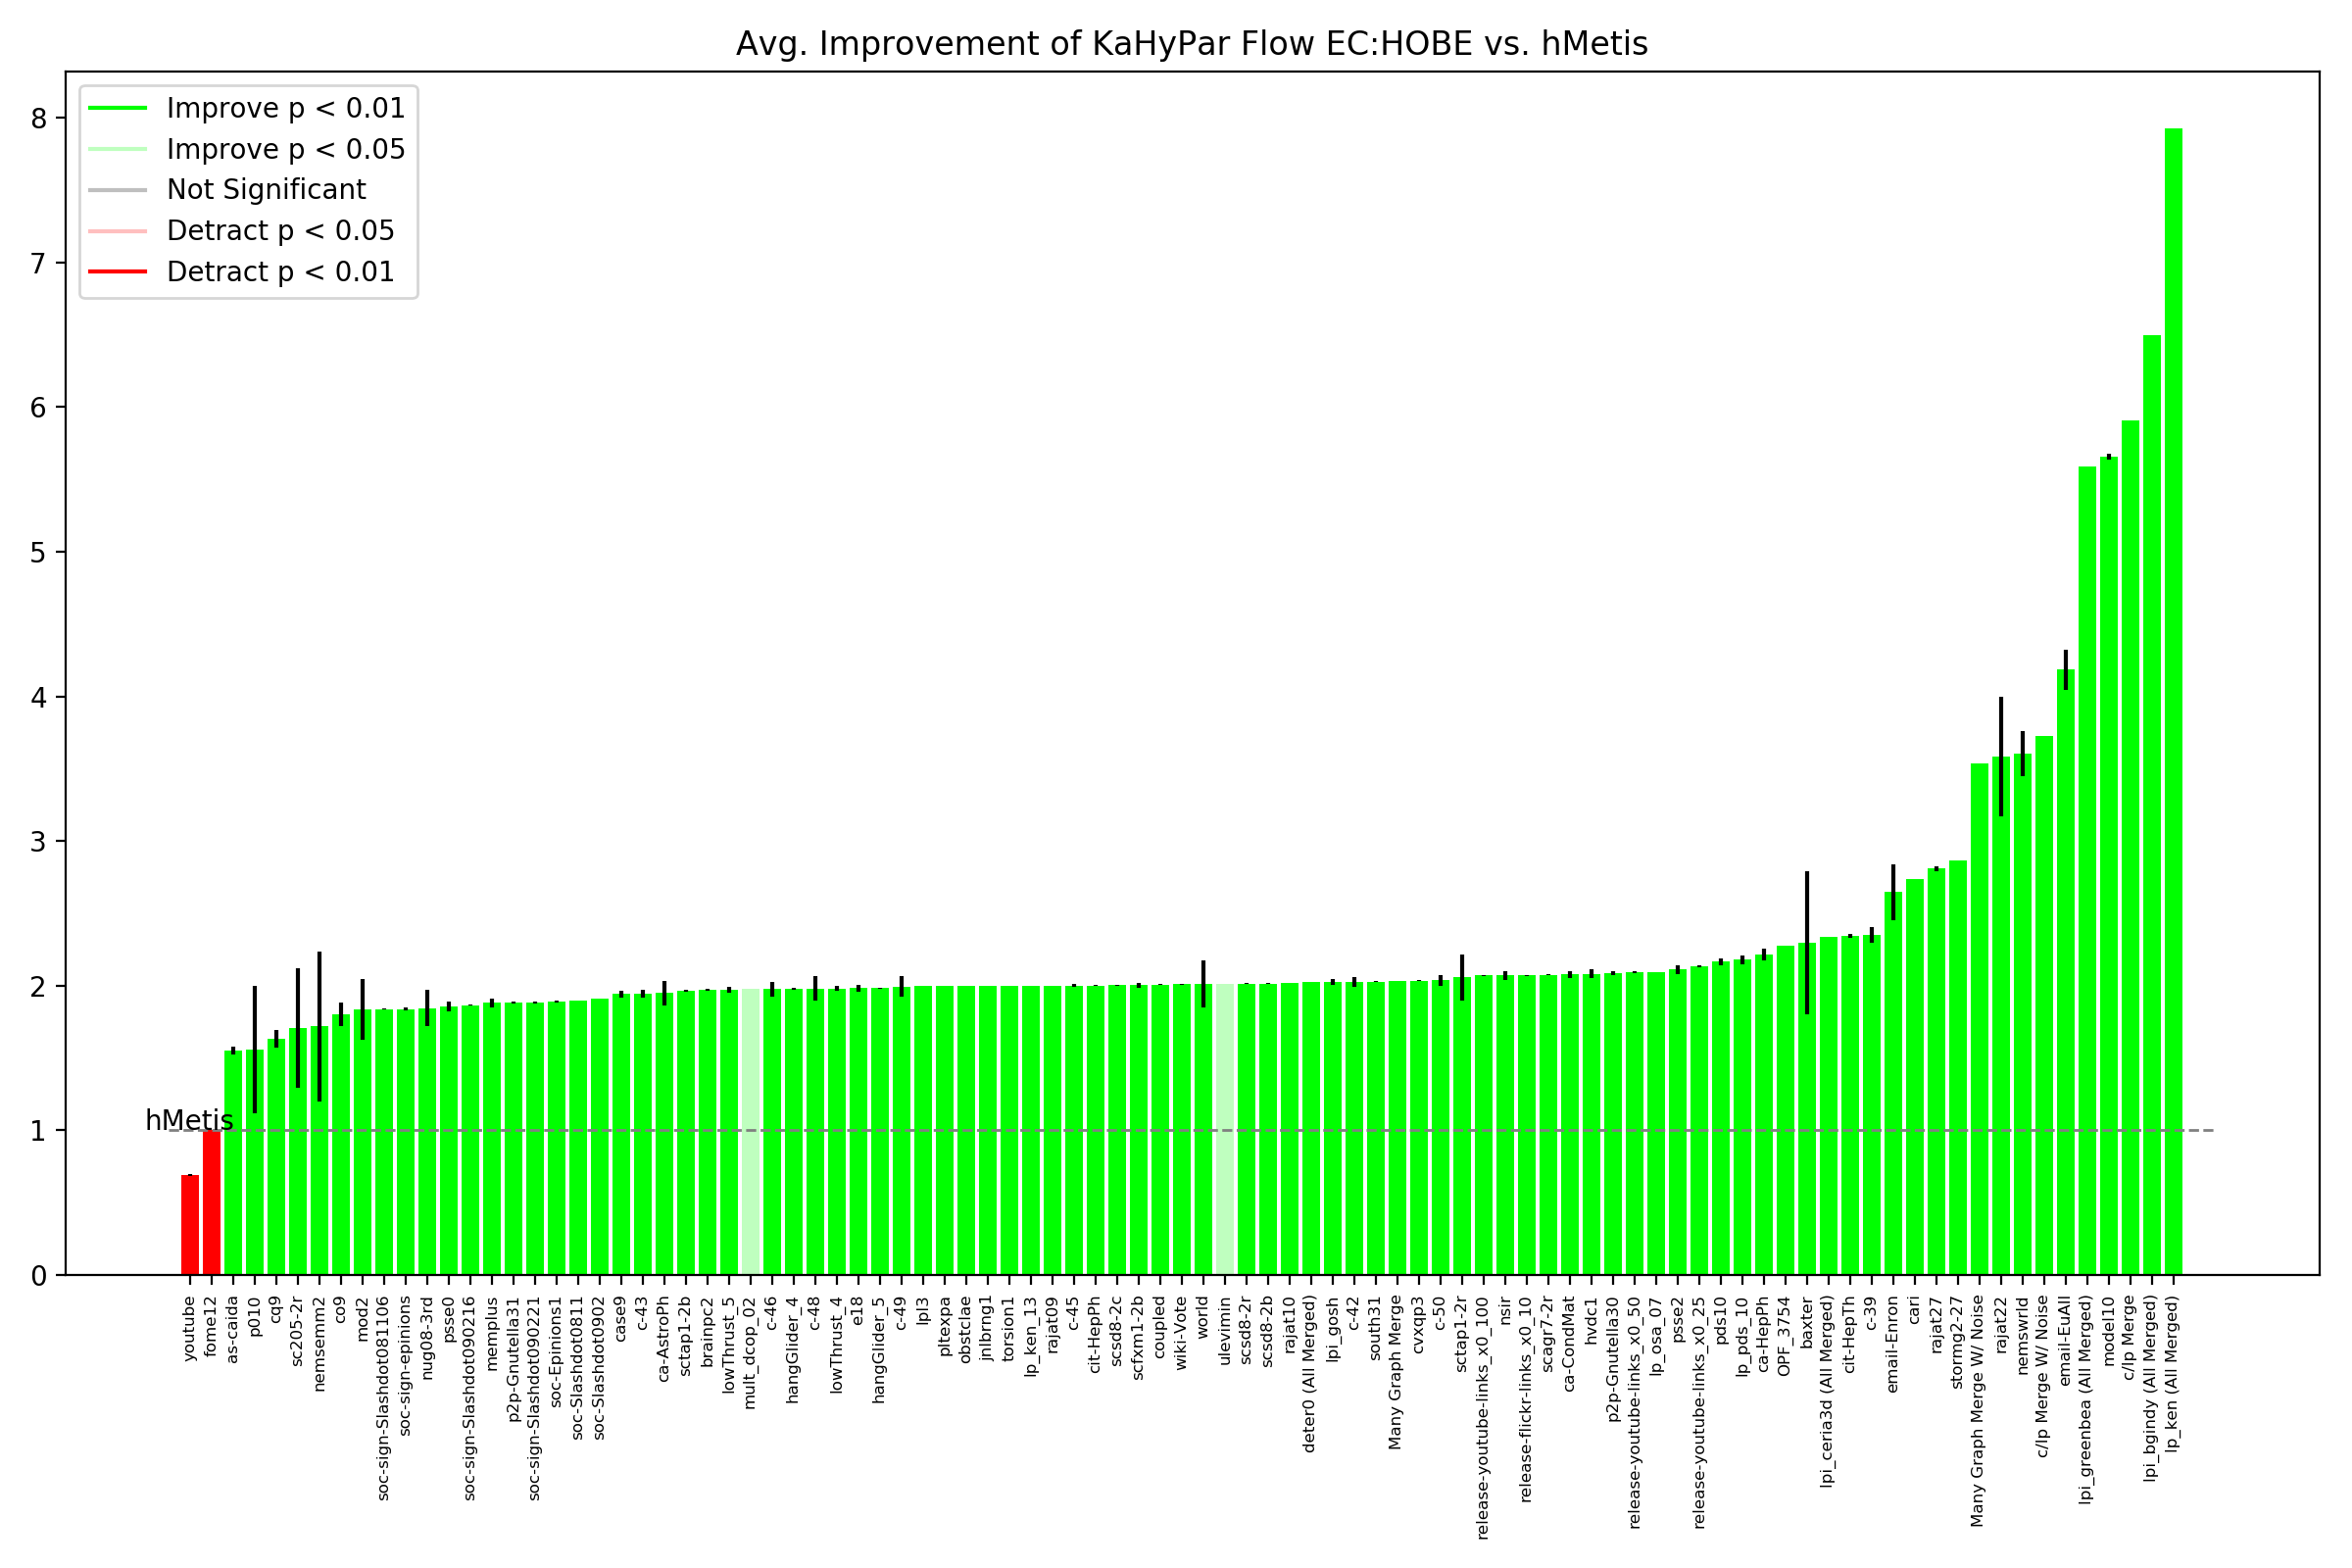 Avg. Improvement of KaHyPar Flow EC:HOBE vs. hMetis
Improve p < 0.01
Improve p < 0.05
Not Significant
Detract p < 0.05
Detract p < 0.01
8
7
6
5
4
3
2
1
0
hMetis
youtube
fome12
as-caida
p010
cq9
sc205-2r
nemsemm2
co9
mod2
soc-sign-Slashdot081106
soc-sign-epinions
nug08-3rd
psse0
soc-sign-Slashdot090216
memplus
p2p-Gnutella31
soc-sign-Slashdot090221
soc-Epinions1
soc-Slashdot0811
soc-Slashdot0902
case9
c-43
ca-AstroPh
sctap1-2b
brainpc2
lowThrust_5
mult_dcop_02
c-46
hangGlider_4
c-48
lowThrust_4
e18
hangGlider_5
c-49
lpl3
pltexpa
obstclae
jnlbrng1
torsion1
lp_ken_13
rajat09
c-45
cit-HepPh
scsd8-2c
scfxm1-2b
coupled
wiki-Vote
world
ulevimin
scsd8-2r
scsd8-2b
rajat10
deter0 (All Merged)
lpi_gosh
c-42
south31
Many Graph Merge
cvxqp3
c-50
sctap1-2r
release-youtube-links_x0_100
nsir
release-flickr-links_x0_10
scagr7-2r
ca-CondMat
hvdc1
p2p-Gnutella30
release-youtube-links_x0_50
lp_osa_07
psse2
release-youtube-links_x0_25
pds10
lp_pds_10
ca-HepPh
OPF_3754
baxter
lpi_ceria3d (All Merged)
cit-HepTh
c-39
email-Enron
cari
rajat27
stormg2-27
Many Graph Merge W/ Noise
rajat22
nemswrld
c/lp Merge W/ Noise
email-EuAll
lpi_greenbea (All Merged)
model10
c/lp Merge
lpi_bgindy (All Merged)
lp_ken (All Merged)